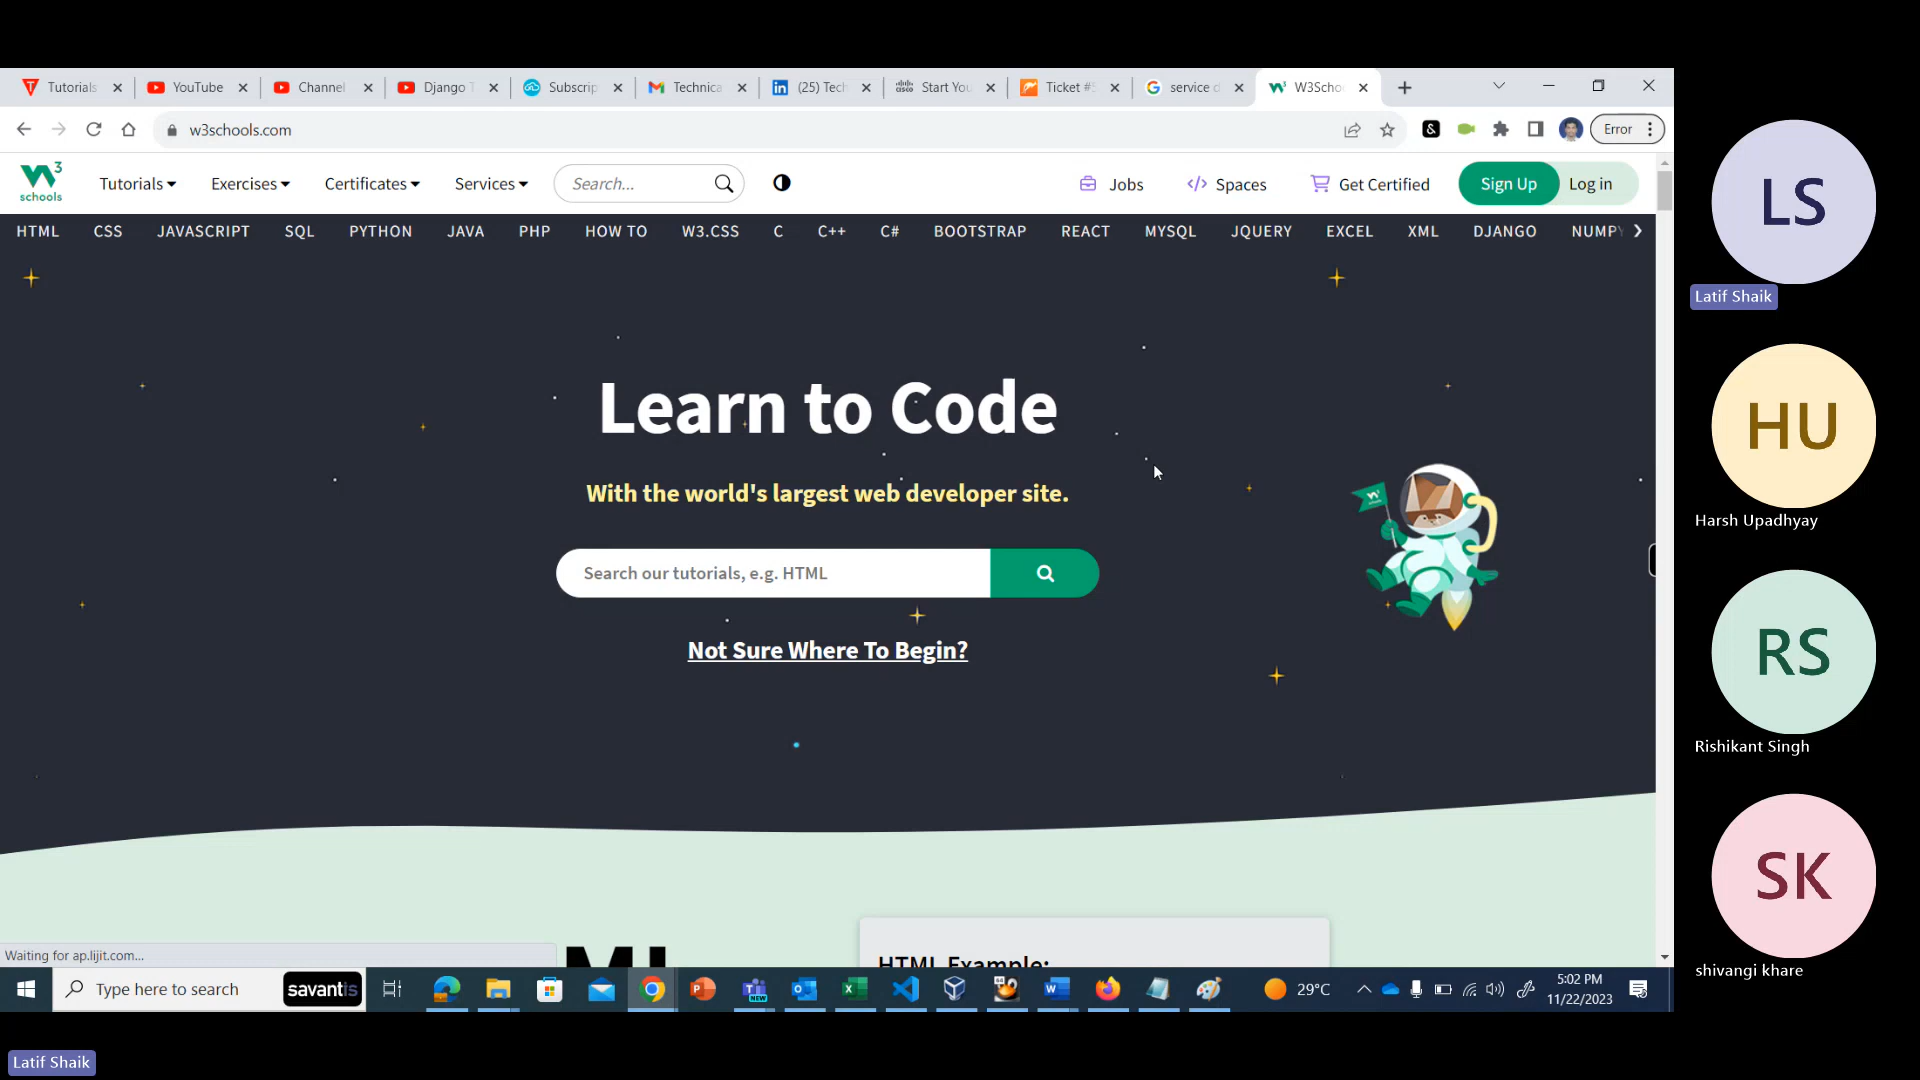 Tutorials
YouTube
Channel
Django T
Subscrip
Technica
(25) Tech
Start You
Ticket #5
service d
W3Scho
w3schools.com
Error
W3 schools
Tutorials
Exercises
Certificates
Services
Search...
Jobs
Spaces
Get Certified
Sign Up
Log in
HTML
CSS
JAVASCRIPT
SQL
PYTHON
JAVA
PHP
HOW TO
W3.CSS
C
C++
C#
BOOTSTRAP
REACT
MYSQL
JQUERY
EXCEL
XML
DJANGO
NUMPY
Learn to Code
With the world's largest web developer site.
Search our tutorials, e.g. HTML
Not Sure Where To Begin?
HTML Example:
Waiting for ap.lijit.com...
Type here to search
savantis
29°C
5:02 PM
11/22/2023
LS
Latif Shaik
HU
Harsh Upadhyay
RS
Rishikant Singh
SK
shivangi khare
Latif Shaik